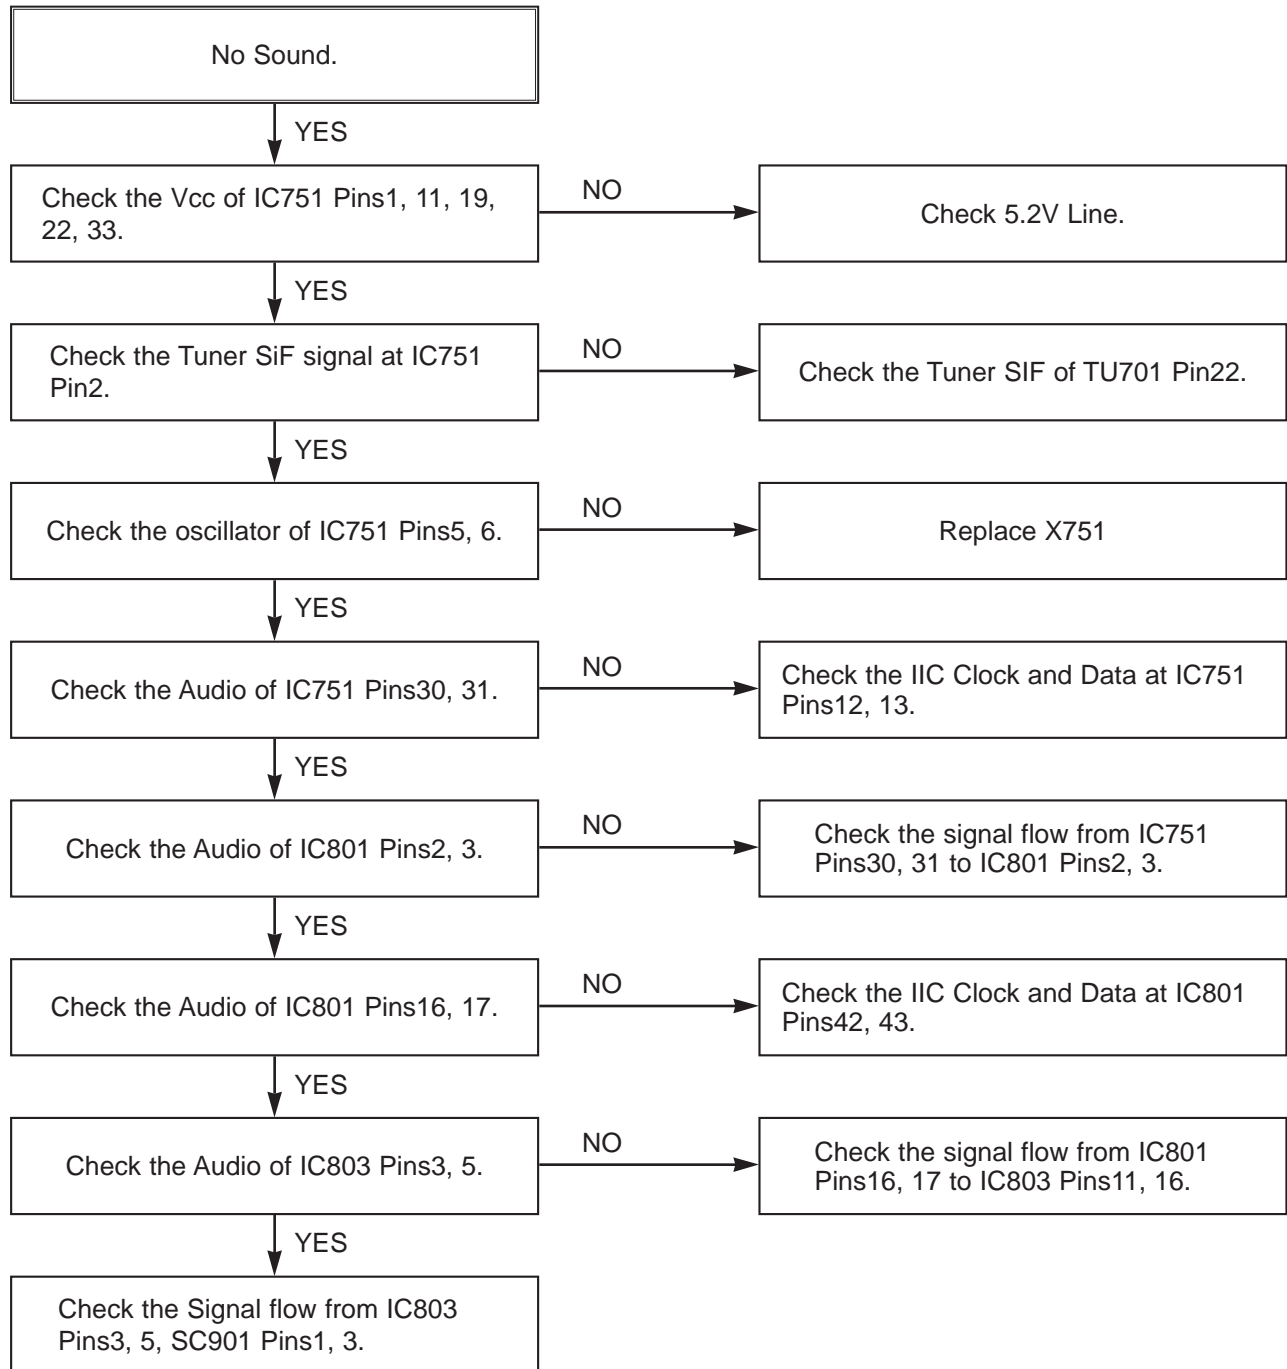 No Sound.
YES
Check the Vcc of IC751 Pins1, 11, 19,
22, 33.
NO
Check 5.2V Line.
YES
Check the Tuner SiF signal at IC751
Pin2.
NO
Check the Tuner SIF of TU701 Pin22.
YES
Check the oscillator of IC751 Pins5, 6.
NO
Replace X751
YES
Check the Audio of IC751 Pins30, 31.
NO
Check the IIC Clock and Data at IC751
Pins12, 13.
YES
Check the Audio of IC801 Pins2, 3.
NO
Check the signal flow from IC751
Pins30, 31 to IC801 Pins2, 3.
YES
Check the Audio of IC801 Pins16, 17.
NO
Check the IIC Clock and Data at IC801
Pins42, 43.
YES
Check the Audio of IC803 Pins3, 5.
NO
Check the signal flow from IC801
Pins16, 17 to IC803 Pins11, 16.
YES
Check the Signal flow from IC803
Pins3, 5, SC901 Pins1, 3.